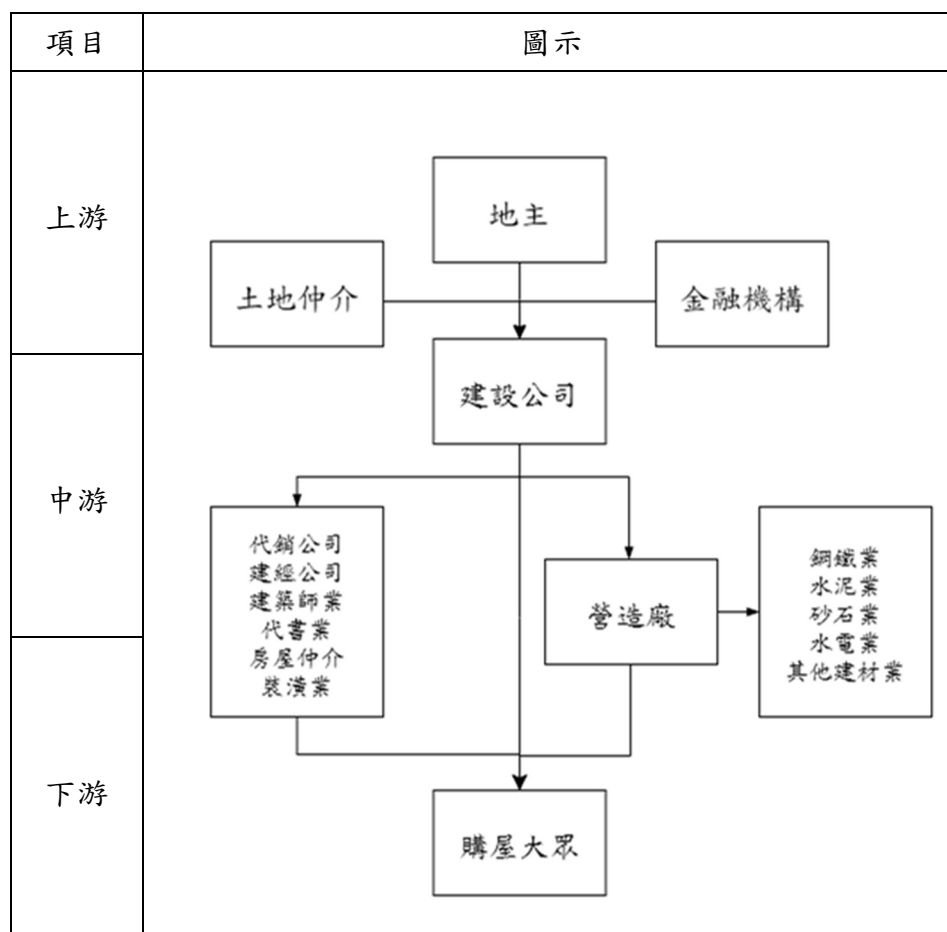 項目
圖示
上游
地主
土地仲介
金融機構
建設公司
中游
代銷公司
建經公司
建築師業
代書業
房屋仲介
裝潢業
營造廠
鋼鐵業
水泥業
砂石業
水電業
其他建材業
下游
購屋大眾